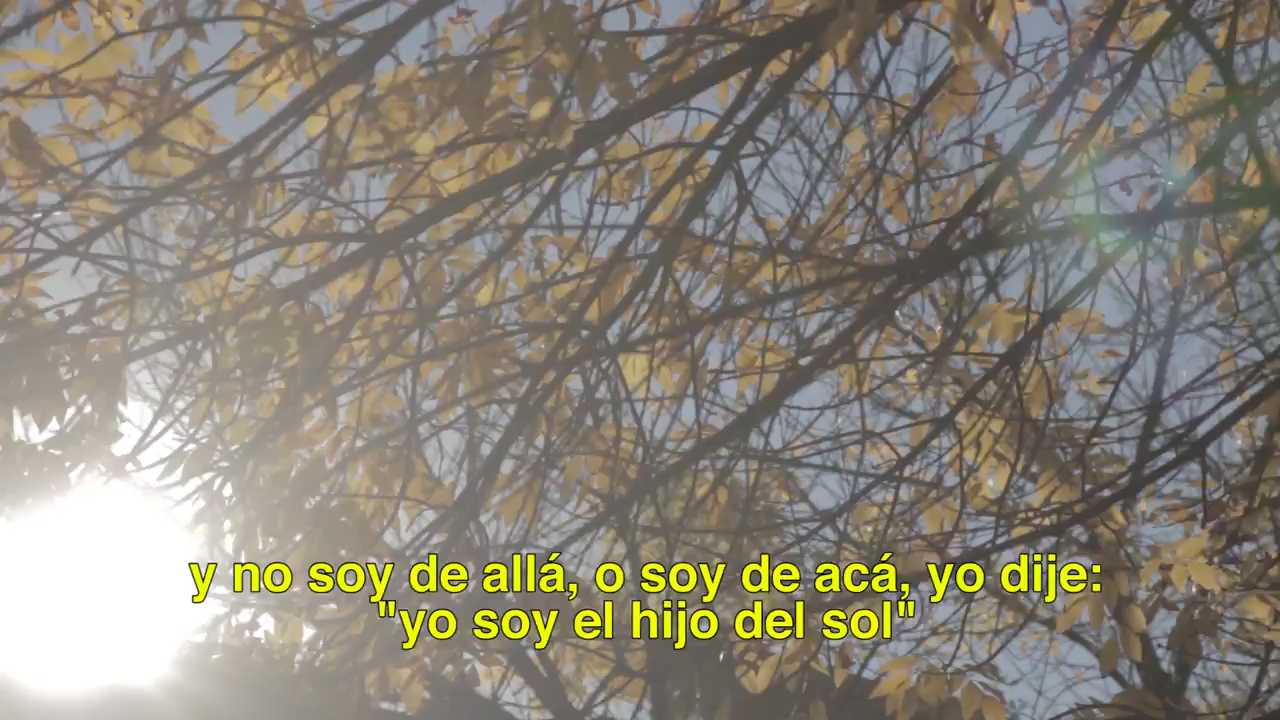 y no soy de allá, o soy de acá, yo dije:
"yo soy el hijo del sol"